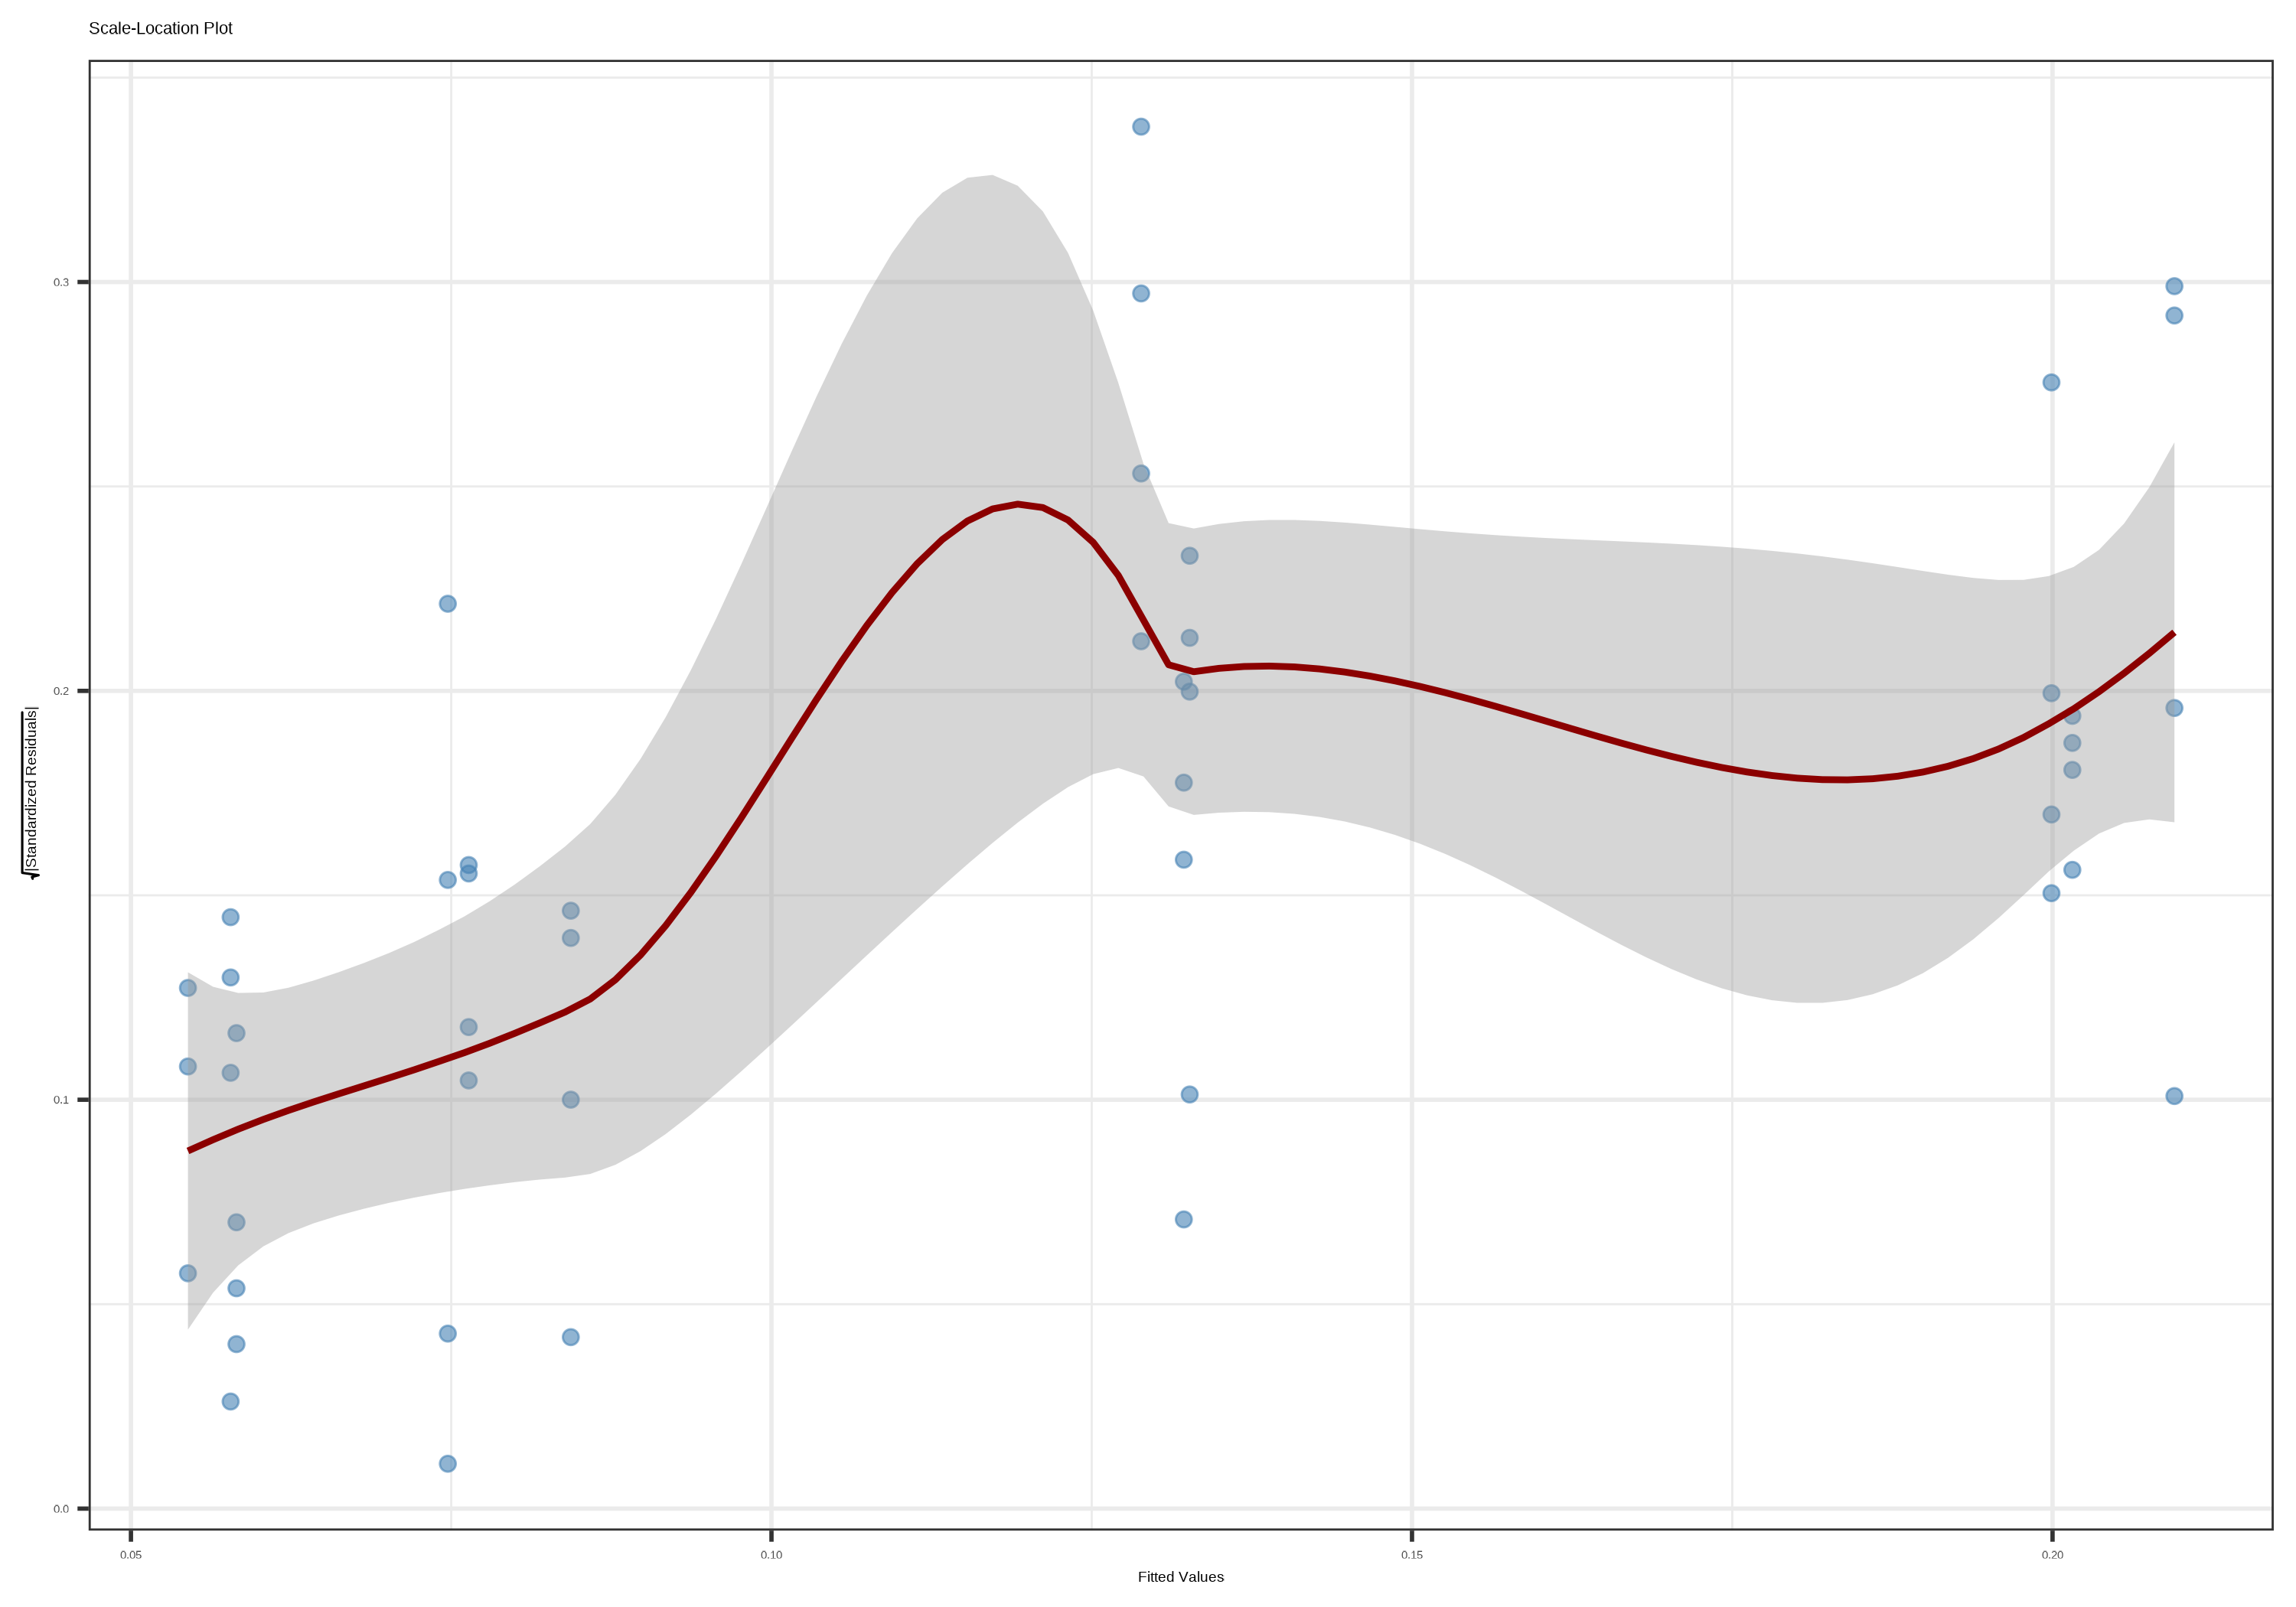 Scale-Location Plot
√|Standardized Residuals|
0.3
0.2
0.1
0.0
0.05 0.10 0.15 0.20
Fitted Values